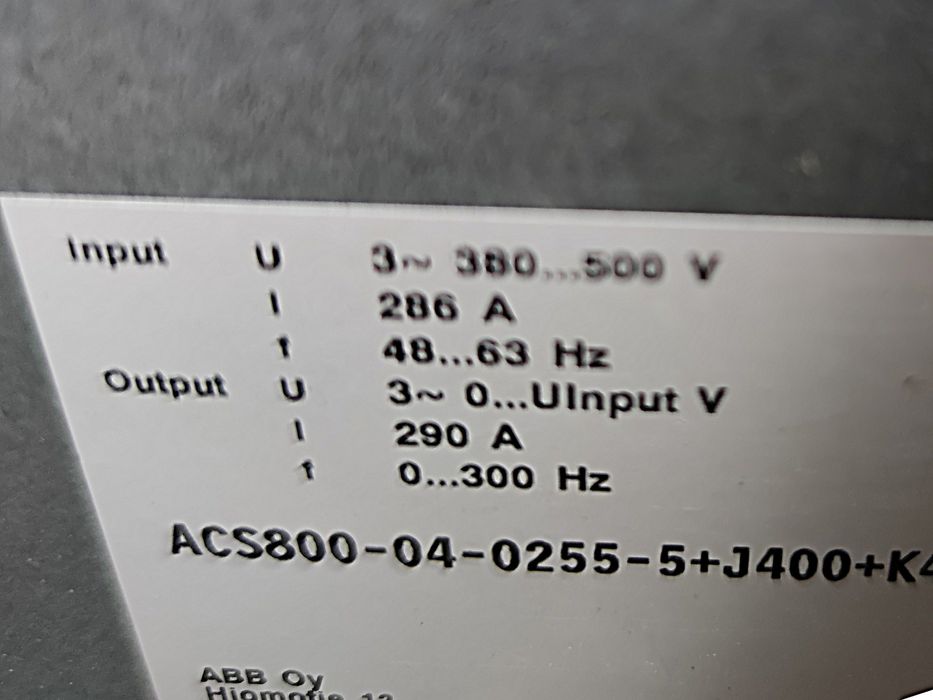 Input U 3~ 380...500 V
I 286 A
f 48...63 Hz
Output U 3~ 0...UInput V
I 290 A
f 0...300 Hz
ACS800-04-0255-5+J400+K4
ABB Oy